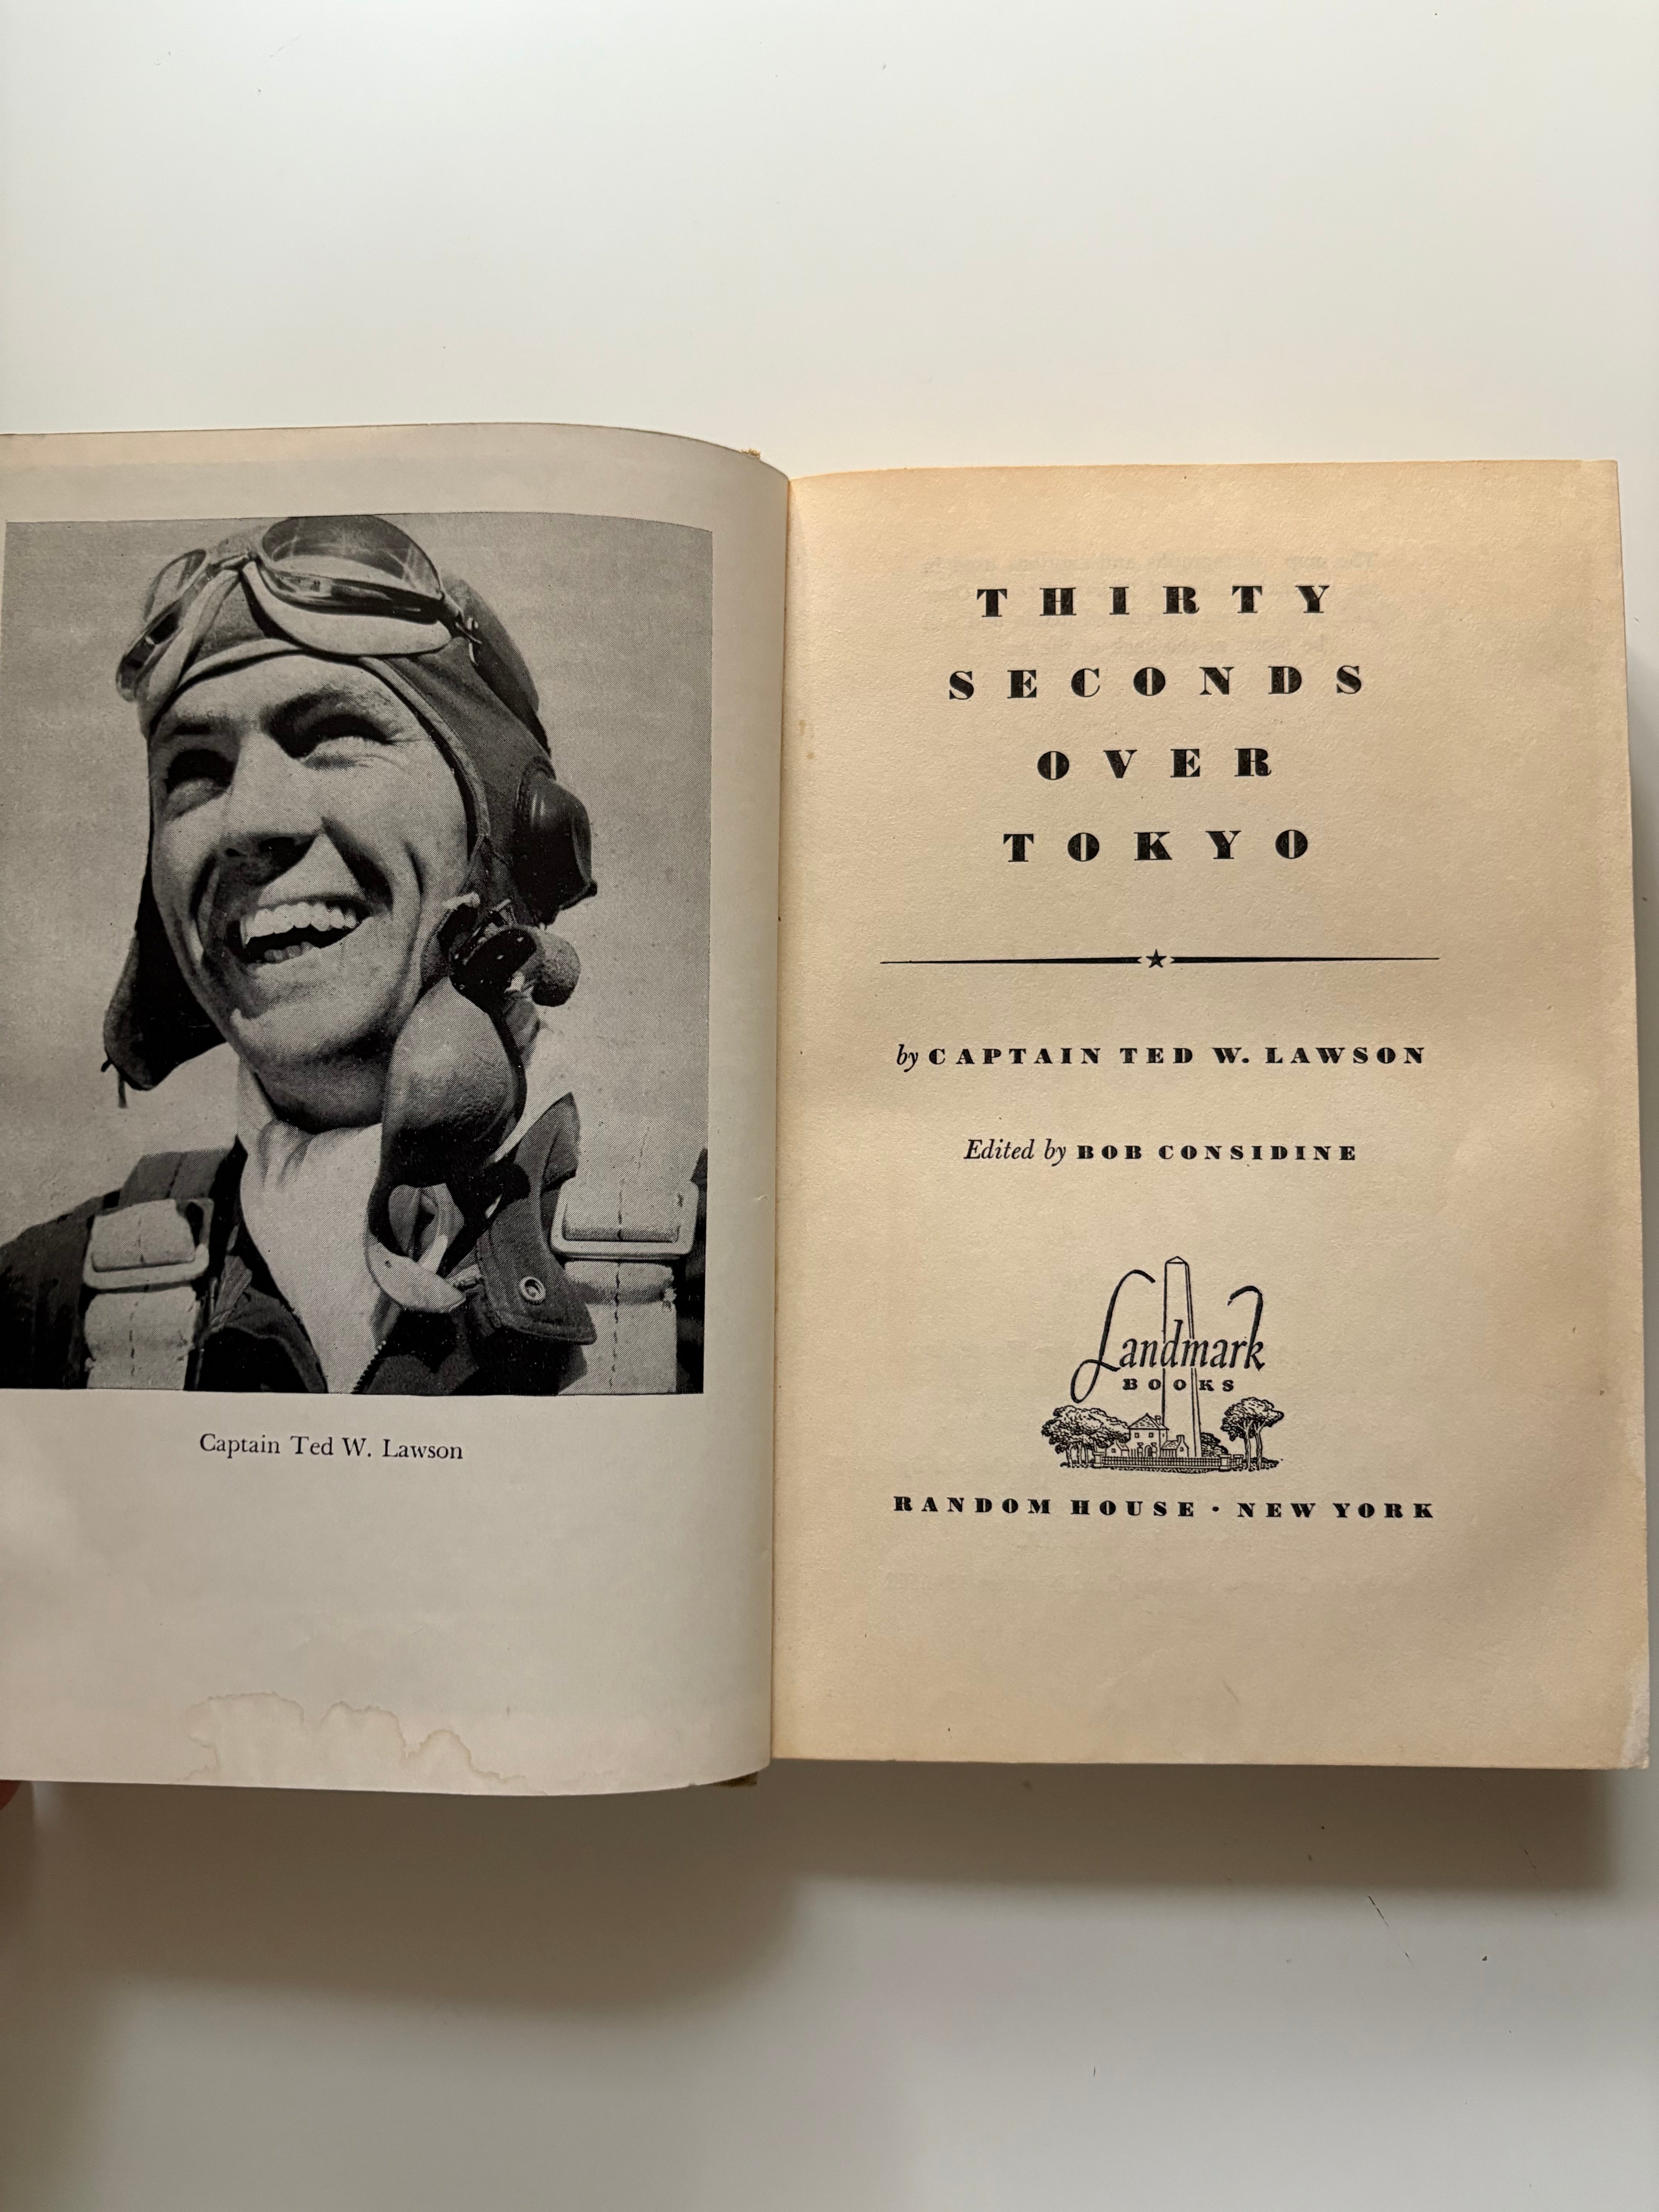 Captain Ted W. Lawson
THIRTY
SECONDS
OVER
TOKYO
by CAPTAIN TED W. LAWSON
Edited by BOB CONSIDINE
Landmark
BOOKS
RANDOM HOUSE · NEW YORK